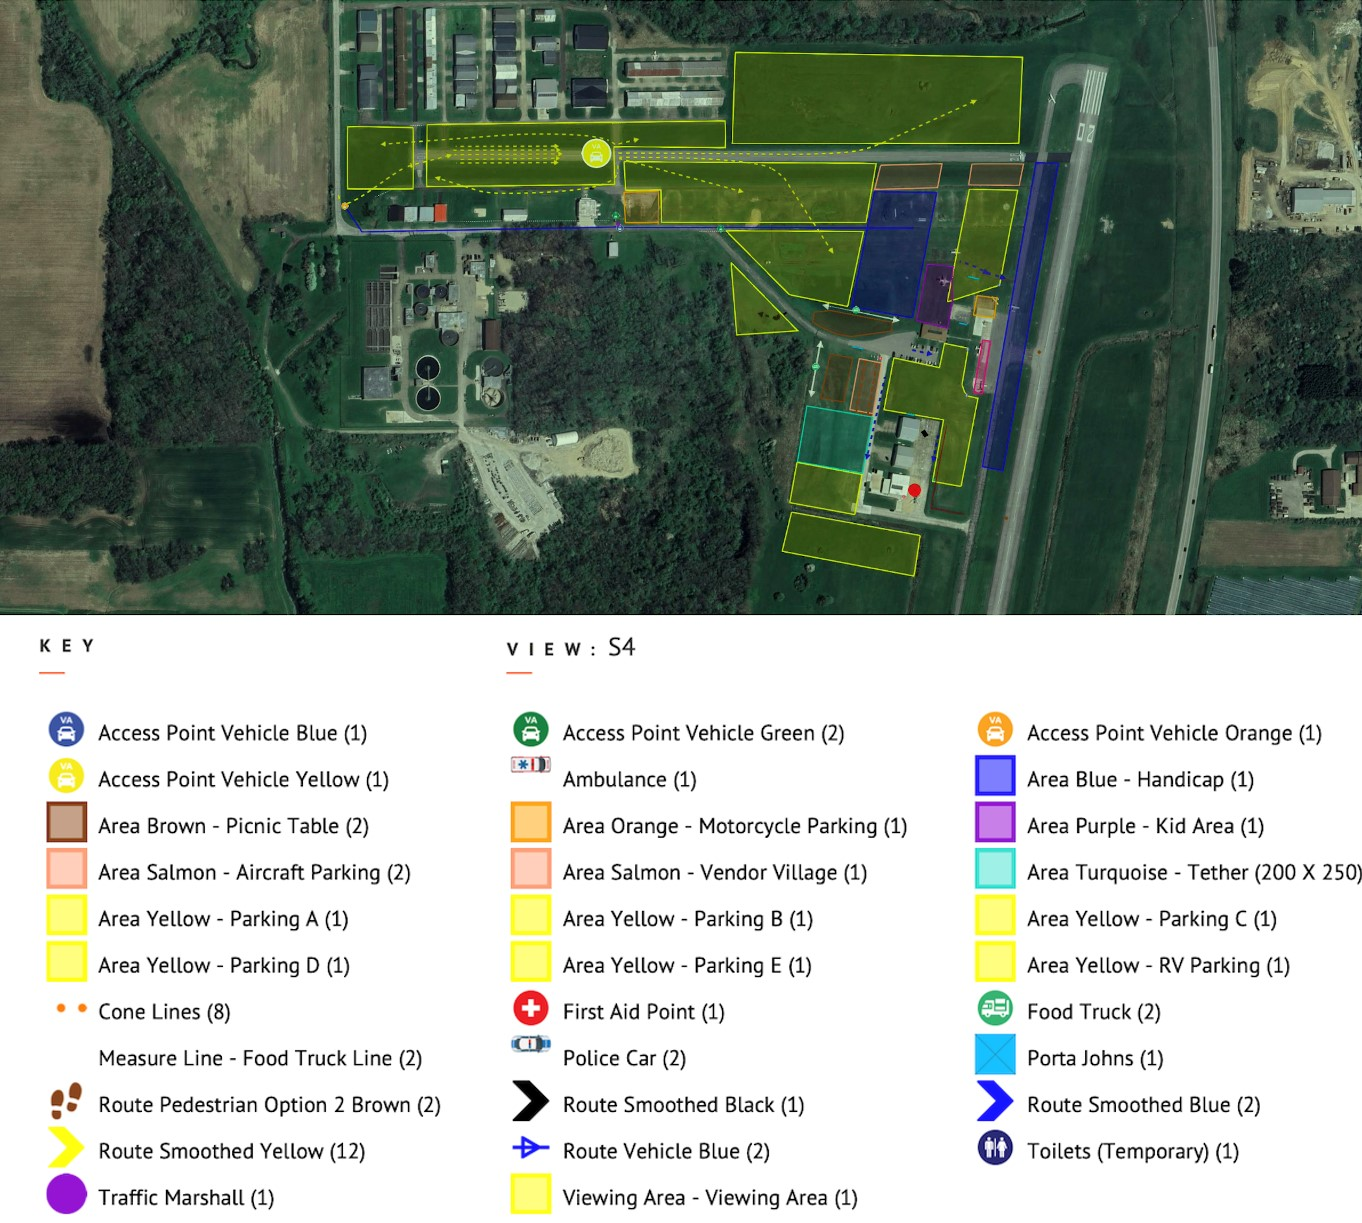 VA
02
KEY
VIEW: S4
VA
Access Point Vehicle Blue (1)
VA
Access Point Vehicle Green (2)
VA
Access Point Vehicle Orange (1)
VA
Access Point Vehicle Yellow (1)
Ambulance (1)
Area Blue - Handicap (1)
Area Brown - Picnic Table (2)
Area Orange - Motorcycle Parking (1)
Area Purple - Kid Area (1)
Area Salmon - Aircraft Parking (2)
Area Salmon - Vendor Village (1)
Area Turquoise - Tether (200 X 250)
Area Yellow - Parking A (1)
Area Yellow - Parking B (1)
Area Yellow - Parking C (1)
Area Yellow - Parking D (1)
Area Yellow - Parking E (1)
Area Yellow - RV Parking (1)
Cone Lines (8)
First Aid Point (1)
Food Truck (2)
Measure Line - Food Truck Line (2)
Police Car (2)
Porta Johns (1)
Route Pedestrian Option 2 Brown (2)
Route Smoothed Black (1)
Route Smoothed Blue (2)
Route Smoothed Yellow (12)
Route Vehicle Blue (2)
Toilets (Temporary) (1)
Traffic Marshall (1)
Viewing Area - Viewing Area (1)